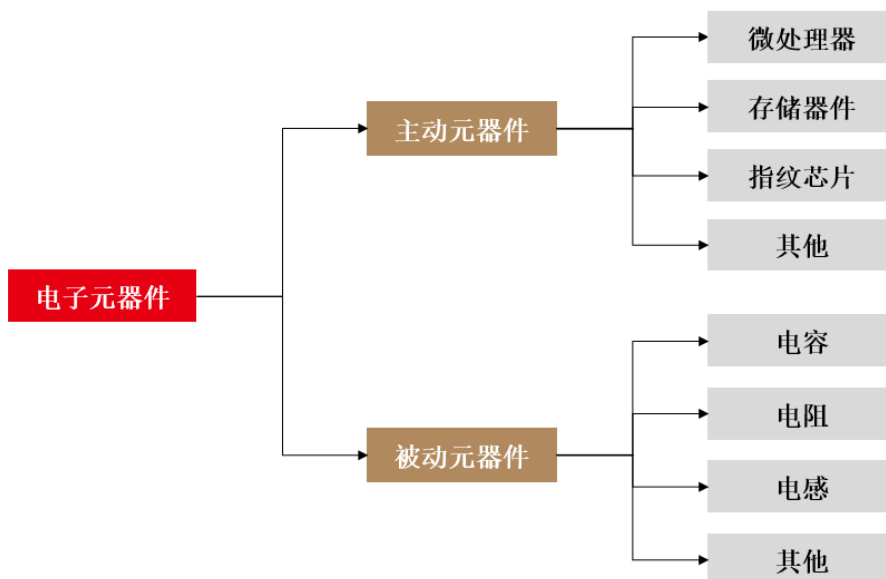 微处理器
存储器件
主动元器件
指纹芯片
其他
电子元器件
电容
电阻
被动元器件
电感
其他